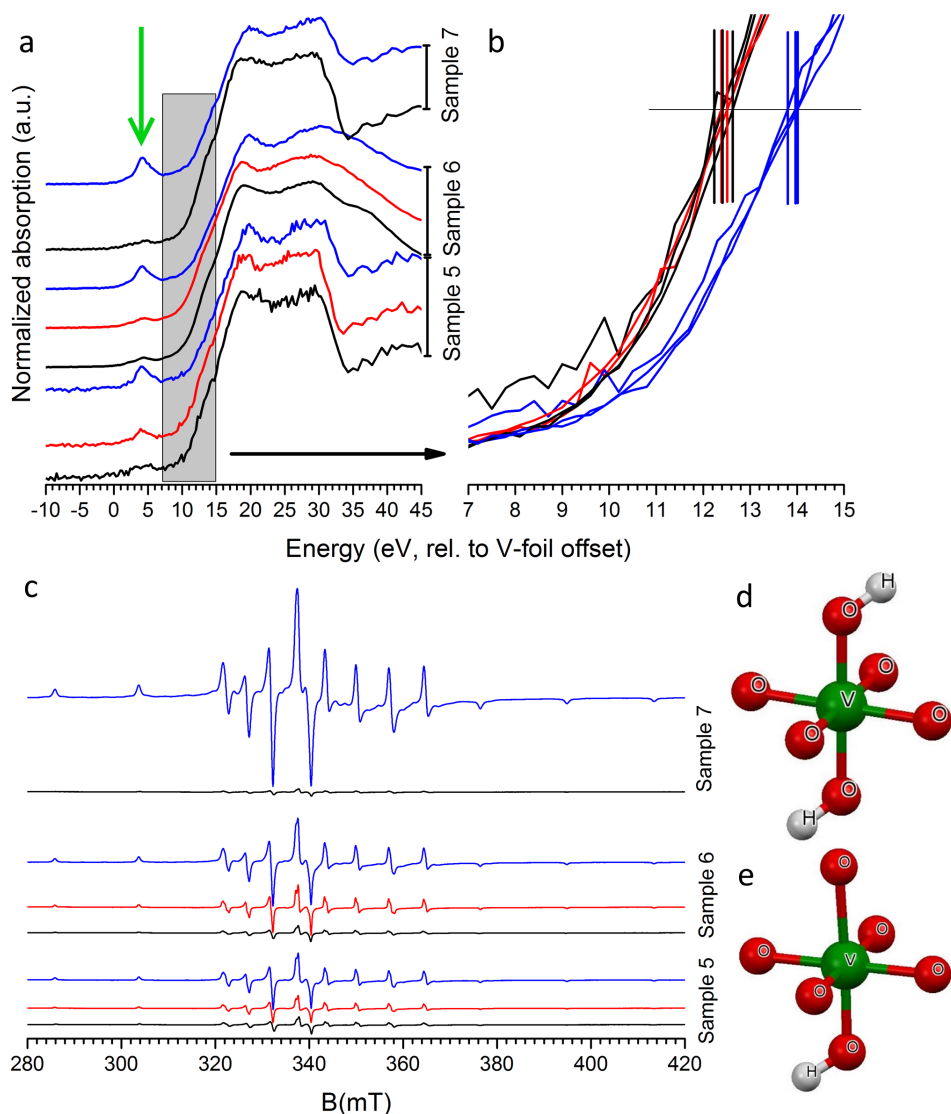 a
b
Normalized absorption (a.u.)
Sample 7
Sample 6
Sample 5
-10 -5 0 5 10 15 20 25 30 35 40 45
7 8 9 10 11 12 13 14 15
Energy (eV, rel. to V-foil offset)
c
d
Sample 7
Sample 6
Sample 5
280 300 320 340 360 380 400 420
B(mT)
H
O
O
V
O
O
O
O
H
e
O
O
O
V
O
O
O
H